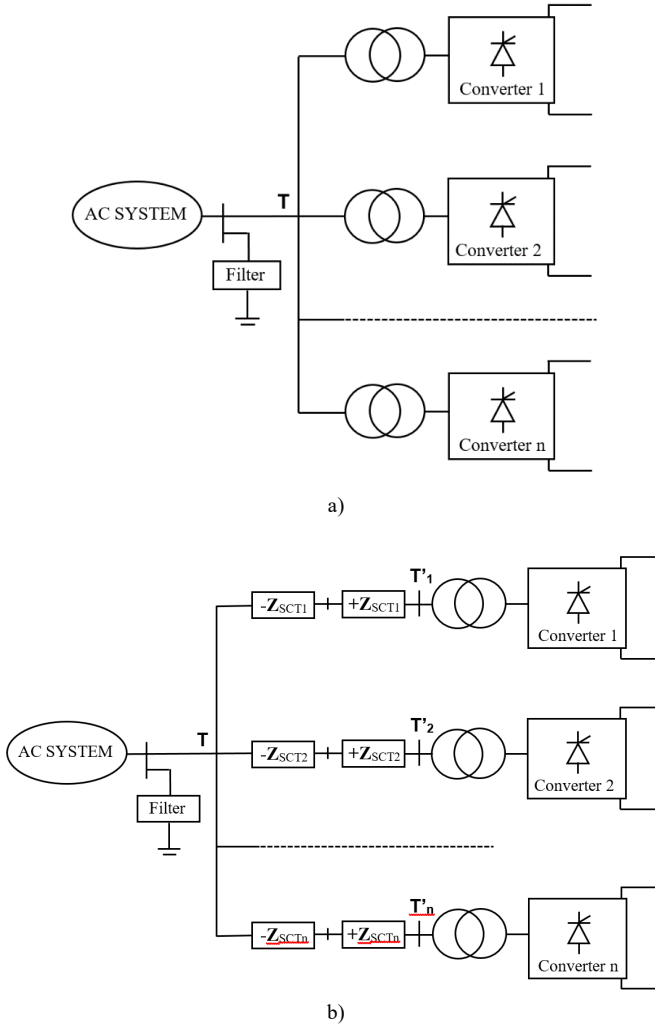 Converter 1
T
AC SYSTEM
Converter 2
Filter
Converter n
a)
T'1
-ZSCT1 +ZSCT1
Converter 1
T
T'2
AC SYSTEM
-ZSCT2 +ZSCT2
Converter 2
Filter
T'n
-ZSCTn +ZSCTn
Converter n
b)